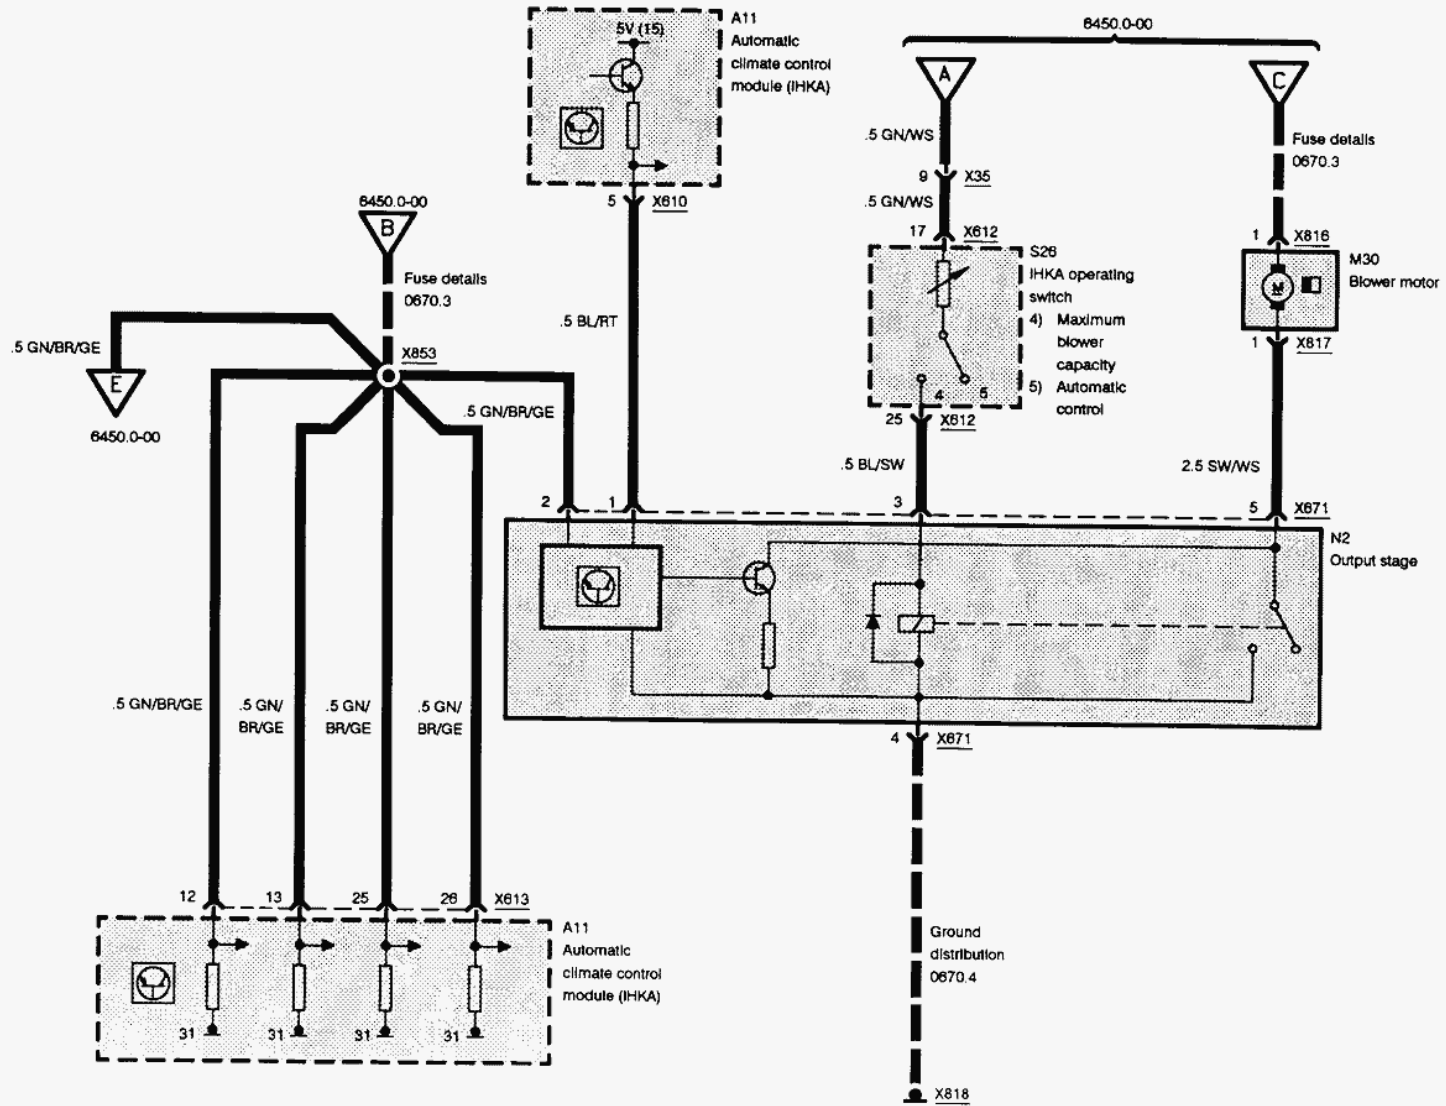 6450.0-00
A11
Automatic
climate control
module (IHKA)
5V (15)
A
C
.5 GN/WS
Fuse details
0670.3
9
X35
6450.0-00
B
5
X610
.5 GN/WS
17
X612
1
X816
S26
IHKA operating
switch
4) Maximum
blower
capacity
5) Automatic
control
M30
Blower motor
M
Fuse details
0670.3
.5 BL/RT
1
X817
.5 GN/BR/GE
X853
E
4
5
.5 GN/BR/GE
6450.0-00
25
X612
.5 BL/SW
2.5 SW/WS
2
1
3
5
X671
N2
Output stage
.5 GN/BR/GE
.5 GN/
BR/GE
.5 GN/
BR/GE
.5 GN/
BR/GE
4
X671
12
13
25
26
X613
A11
Automatic
climate control
module (IHKA)
31
31
31
31
Ground
distribution
0670.4
X818